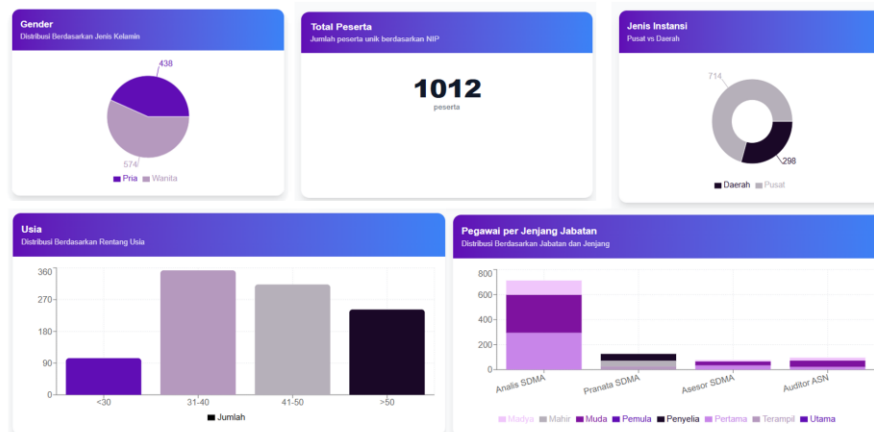 Gender
Distribusi Berdasarkan Jenis Kelamin
438
574
Pria Wanita
Total Peserta
Jumlah peserta unik berdasarkan NIP
1012
peserta
Jenis Instansi
Pusat vs Daerah
714
298
Daerah Pusat
Usia
Distribusi Berdasarkan Rentang Usia
360
270
180
90
0
<30 31-40 41-50 >50
Jumlah
Pegawai per Jenjang Jabatan
Distribusi Berdasarkan Jabatan dan Jenjang
800
600
400
200
0
Analis SDMA Pranata SDMA Asesor SDMA Auditor ASN
Madya Mahir Muda Pemula Penyelia Pertama Terampil Utama